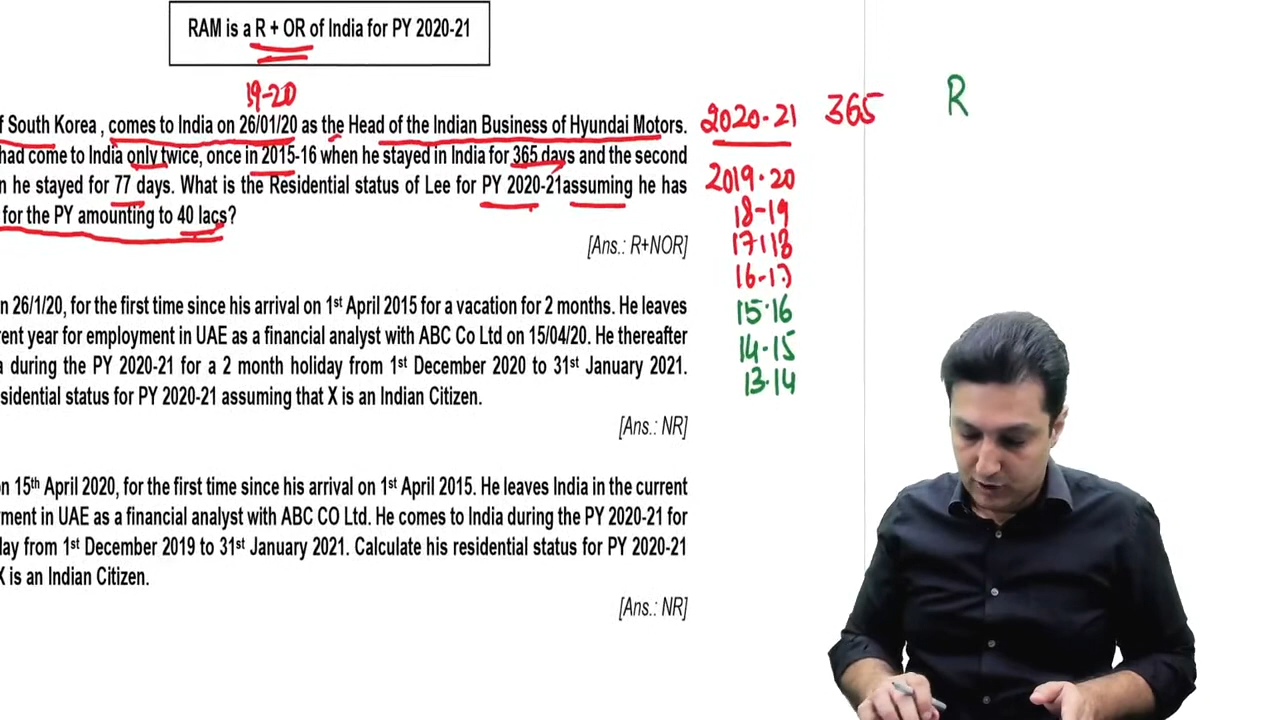 RAM is a R + OR of India for PY 2020-21
19-20
f South Korea , comes to India on 26/01/20 as the Head of the Indian Business of Hyundai Motors.
had come to India only twice, once in 2015-16 when he stayed in India for 365 days and the second
n he stayed for 77 days. What is the Residential status of Lee for PY 2020-21assuming he has
for the PY amounting to 40 lacs?
[Ans.: R+NOR]
n 26/1/20, for the first time since his arrival on 1st April 2015 for a vacation for 2 months. He leaves
rent year for employment in UAE as a financial analyst with ABC Co Ltd on 15/04/20. He thereafter
a during the PY 2020-21 for a 2 month holiday from 1st December 2020 to 31st January 2021.
sidential status for PY 2020-21 assuming that X is an Indian Citizen.
[Ans.: NR]
n 15th April 2020, for the first time since his arrival on 1st April 2015. He leaves India in the current
ment in UAE as a financial analyst with ABC CO Ltd. He comes to India during the PY 2020-21 for
lay from 1st December 2019 to 31st January 2021. Calculate his residential status for PY 2020-21
X is an Indian Citizen.
[Ans.: NR]
2020-21 365 R
2019-20
18-19
17-18
16-17
15-16
14-15
13-14